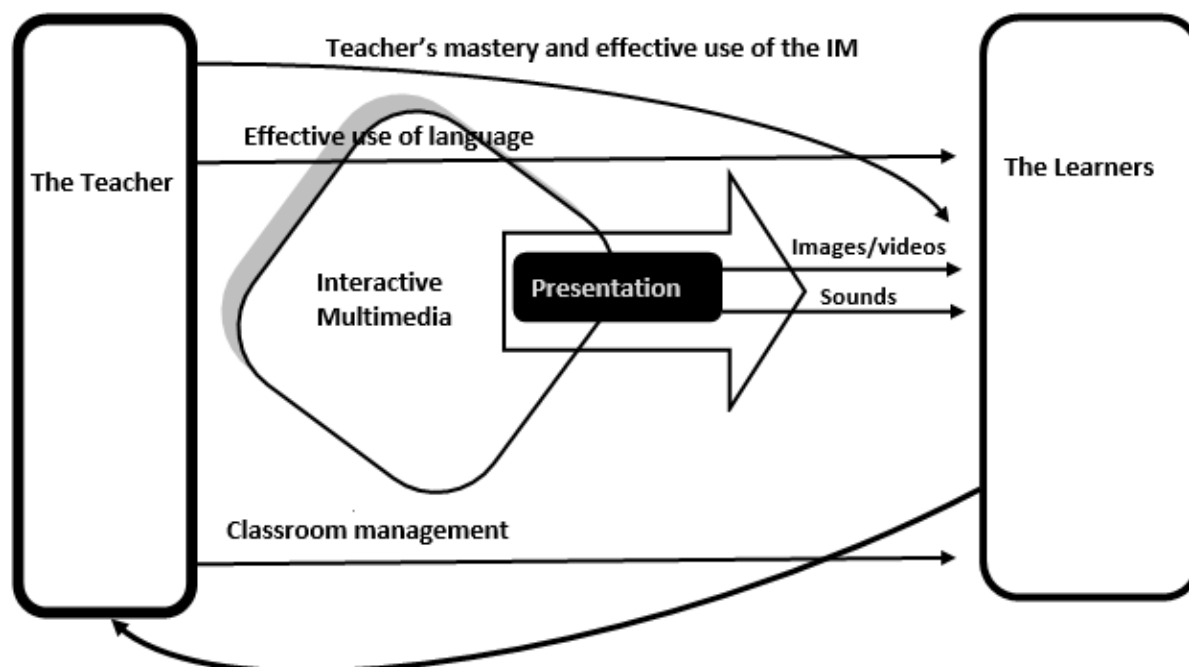 Teacher’s mastery and effective use of the IM
Effective use of language
The Teacher
The Learners
Images/videos
Interactive
Multimedia
Presentation
Sounds
Classroom management